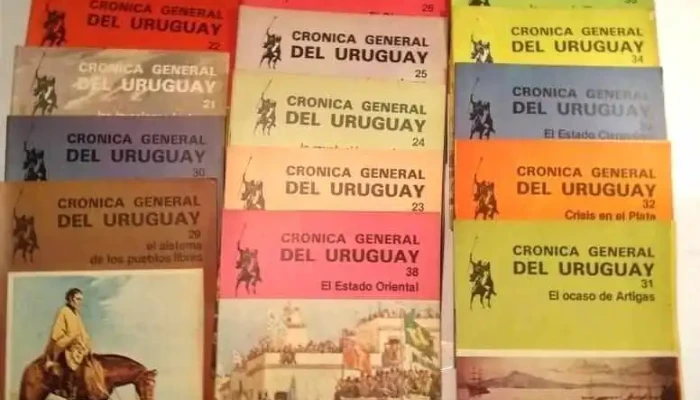 CRONICA GENERAL
DEL URUGUAY
22
CRONICA GENERAL
DEL URUGUAY
21
CRONICA GENERAL
DEL URUGUAY
30
CRONICA GENERAL
DEL URUGUAY
29
el sistema
de los pueblos libres
26
CRONICA GENERAL
DEL URUGUAY
25
CRONICA GENERAL
DEL URUGUAY
24
CRONICA GENERAL
DEL URUGUAY
23
CRONICA GENERAL
DEL URUGUAY
38
El Estado Oriental
CRONICA GENERAL
DEL URUGUAY
34
CRONICA GENERAL
DEL URUGUAY
El Estado
CRONICA GENERAL
DEL URUGUAY
32
Crisis en el Plata
CRONICA GENERAL
DEL URUGUAY
31
El ocaso de Artigas